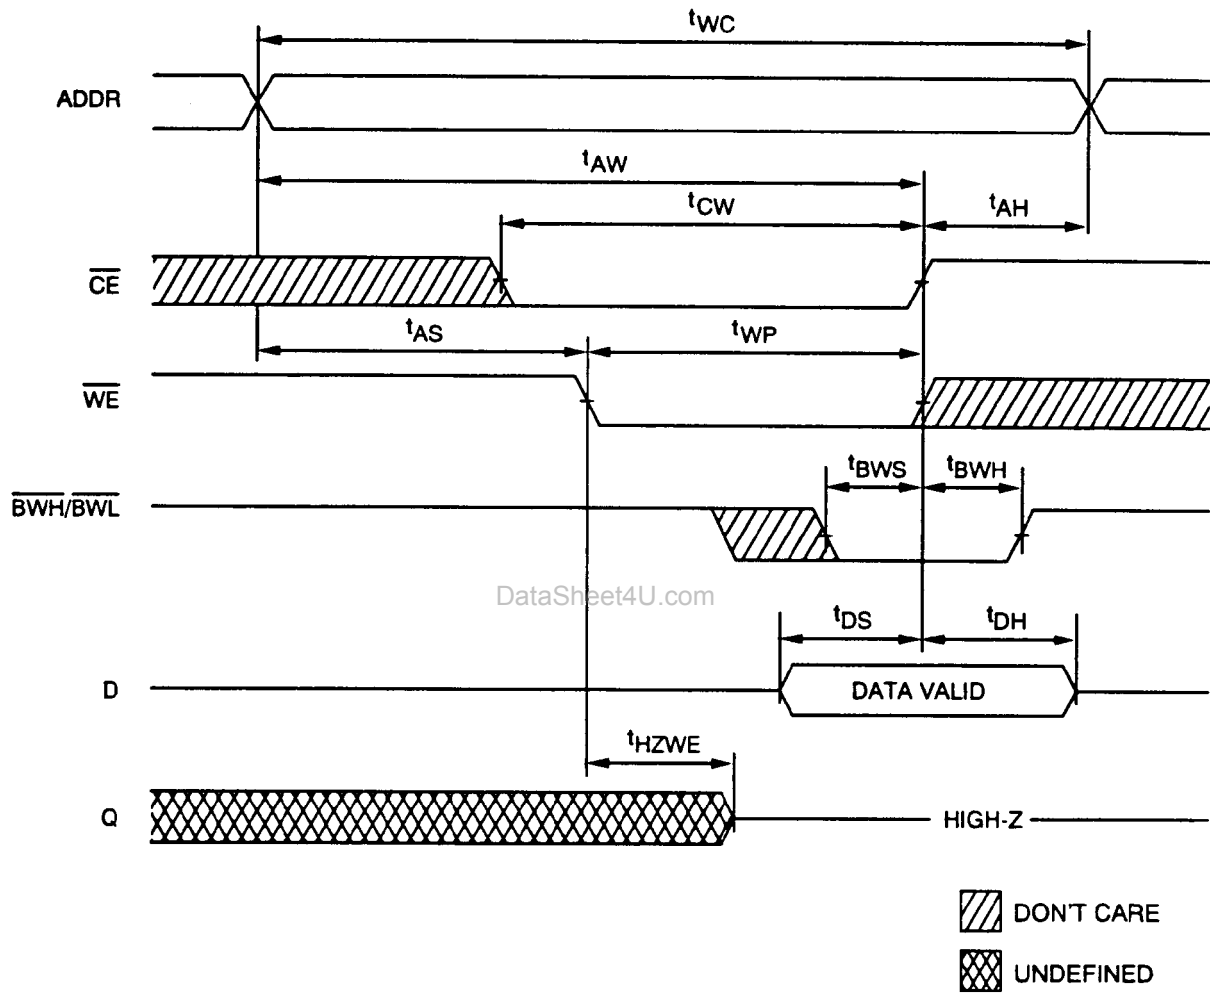 tWC
ADDR
tAW
tCW
tAH
CE
tAS
tWP
WE
tBWS
tBWH
BWH/BWL
DataSheet4U.com
tDS
tDH
D
DATA VALID
tHZWE
Q
HIGH-Z
DON'T CARE
UNDEFINED